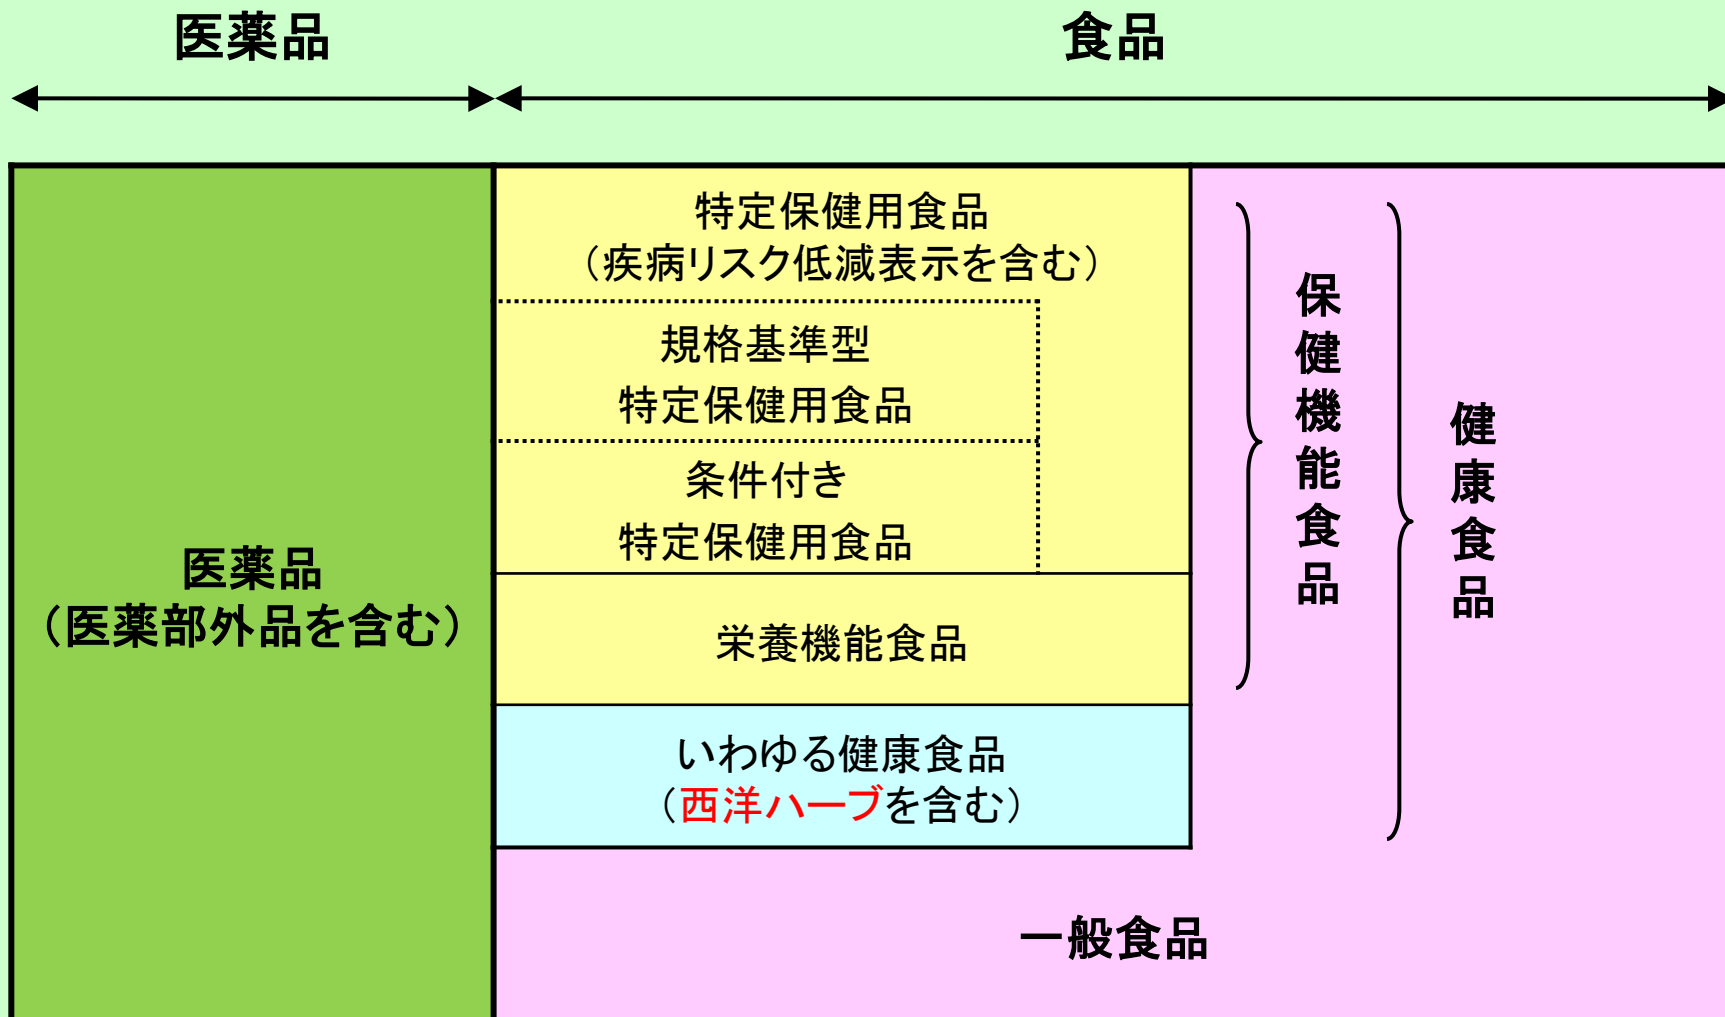 医薬品
食品
特定保健用食品
（疾病リスク低減表示を含む）
規格基準型
特定保健用食品
条件付き
特定保健用食品
栄養機能食品
いわゆる健康食品
（西洋ハーブを含む）
医薬品
（医薬部外品を含む）
保健機能食品
健康食品
一般食品